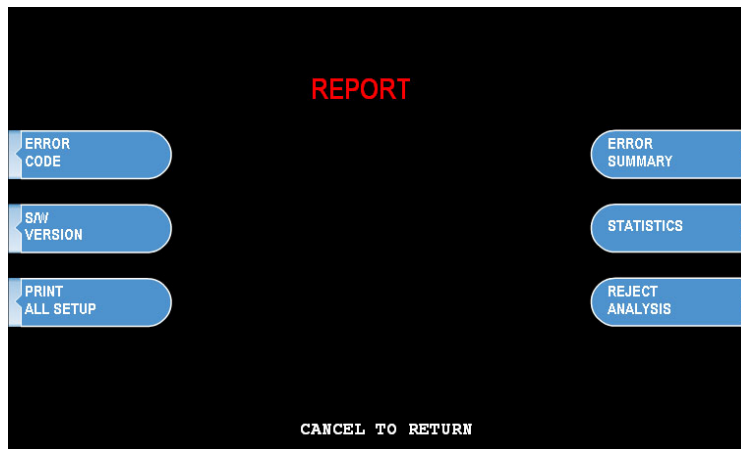 REPORT
ERROR
CODE
ERROR
SUMMARY
S/W
VERSION
STATISTICS
PRINT
ALL SETUP
REJECT
ANALYSIS
CANCEL TO RETURN